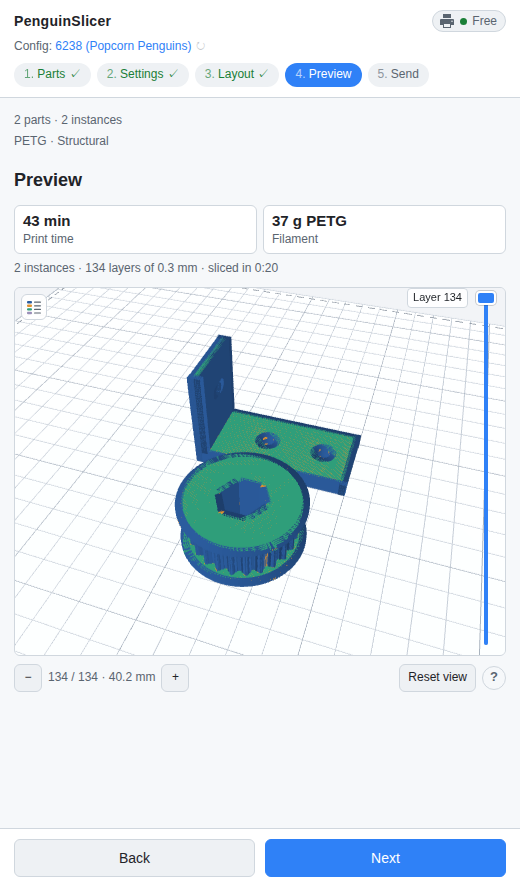 PenguinSlicer
Free
Config: 6238 (Popcorn Penguins)
1. Parts ✓
2. Settings ✓
3. Layout ✓
4. Preview
5. Send
2 parts · 2 instances
PETG · Structural
Preview
43 min
Print time
37 g PETG
Filament
2 instances · 134 layers of 0.3 mm · sliced in 0:20
Layer 134
−
134 / 134 · 40.2 mm
+
Reset view
?
Back
Next